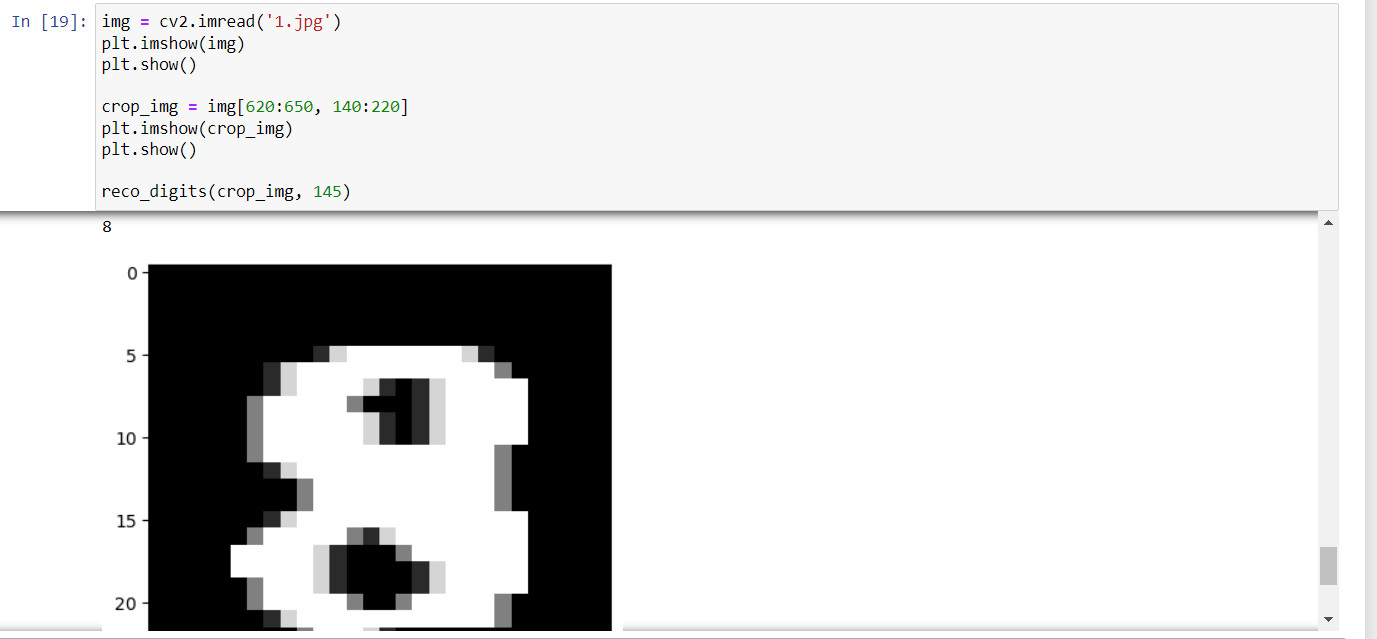 In [19]:
img = cv2.imread('1.jpg')
plt.imshow(img)
plt.show()

crop_img = img[620:650, 140:220]
plt.imshow(crop_img)
plt.show()

reco_digits(crop_img, 145)
8
0
5
10
15
20
8